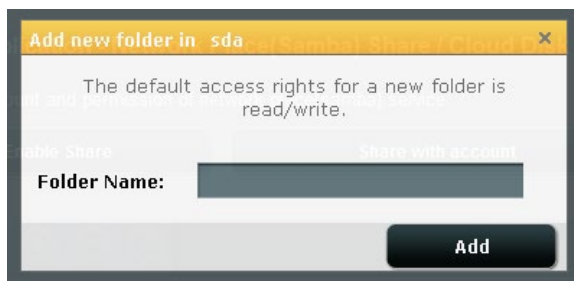 Add new folder in sda
The default access rights for a new folder is
read/write.
Folder Name:
Add